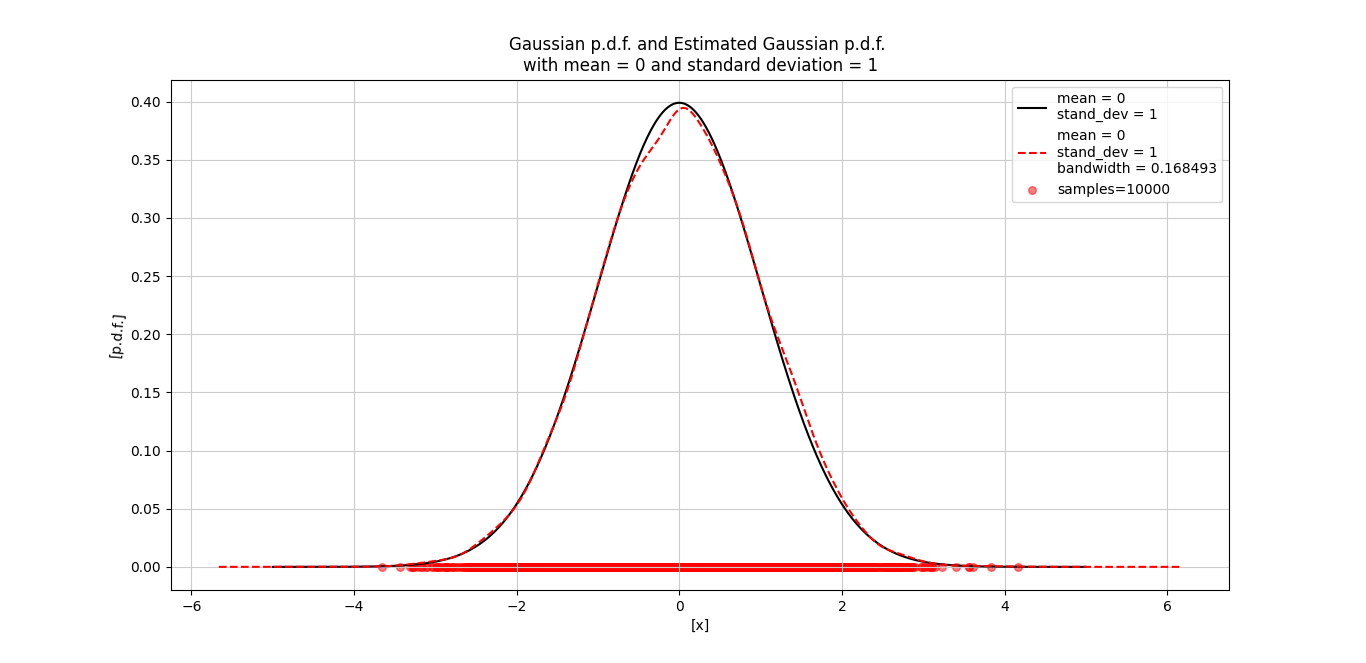 Gaussian p.d.f. and Estimated Gaussian p.d.f.
with mean = 0 and standard deviation = 1
mean = 0
stand_dev = 1
mean = 0
stand_dev = 1
bandwidth = 0.168493
samples=10000
[p.d.f.]
0.40
0.35
0.30
0.25
0.20
0.15
0.10
0.05
0.00
−6
−4
−2
0
2
4
6
[x]